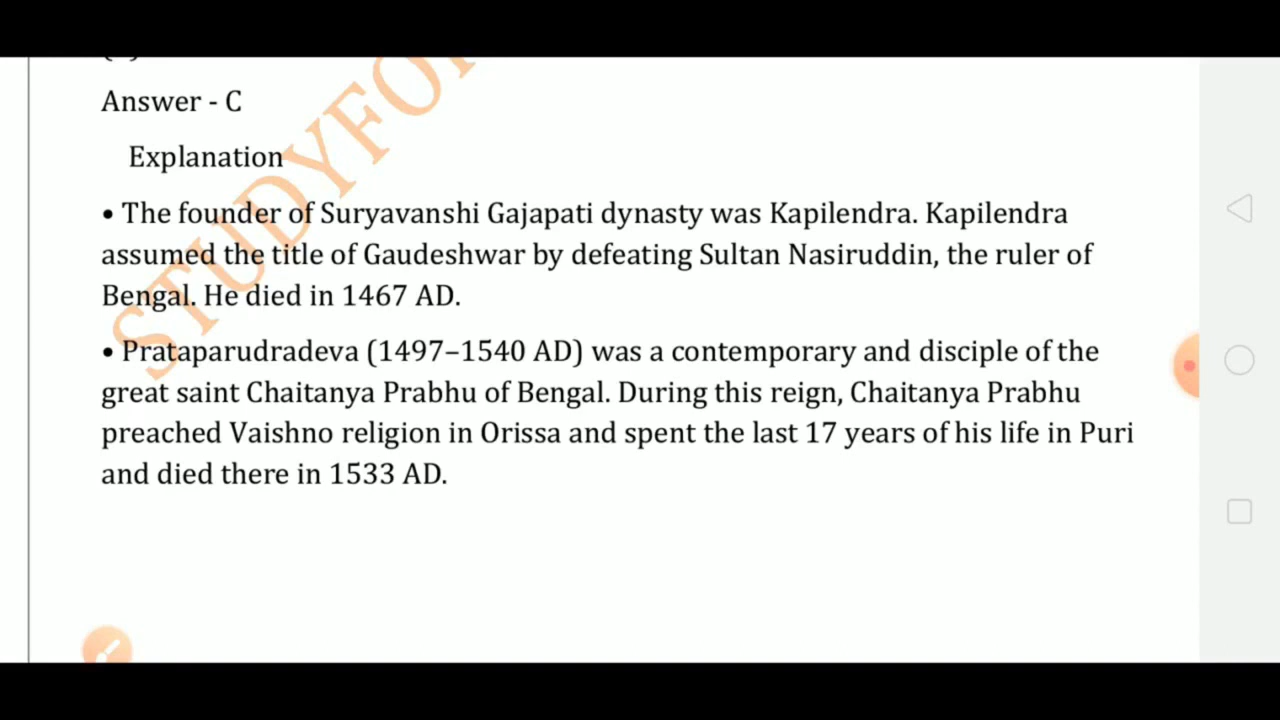 Answer - C
Explanation
• The founder of Suryavanshi Gajapati dynasty was Kapilendra. Kapilendra
assumed the title of Gaudeshwar by defeating Sultan Nasiruddin, the ruler of
Bengal. He died in 1467 AD.
• Prataparudradeva (1497–1540 AD) was a contemporary and disciple of the
great saint Chaitanya Prabhu of Bengal. During this reign, Chaitanya Prabhu
preached Vaishno religion in Orissa and spent the last 17 years of his life in Puri
and died there in 1533 AD.
STUDYFO